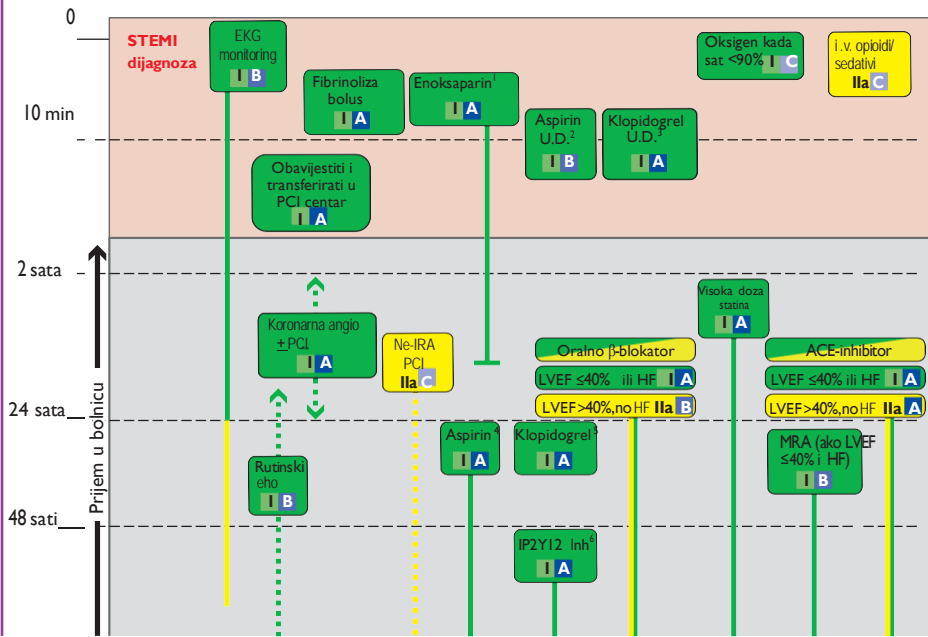 0
STEMI
dijagnoza
EKG
monitoring
I B
Fibrinoliza
bolus
I A
Enoksaparin¹
I A
Oksigen kada
sat <90% I C
i.v. opioidi/
sedativi
IIa C
10 min
Aspirin
U.D.²
I B
Klopidogrel
U.D.³
I A
Obavijestiti i
transferirati u
PCI centar
I A
2 sata
Prijem u bolnicu
Koronarna angio
± PCI
I A
Ne-IRA
PCI
IIa C
Visoka doza
statina
I A
Oralno β-blokator
LVEF ≤40% ili HF I A
LVEF>40%,no HF IIa B
ACE-inhibitor
LVEF ≤40% ili HF I A
LVEF>40%,no HF IIa A
24 sata
Aspirin⁴
I A
Klopidogrel⁵
I A
MRA (ako LVEF
≤40% i HF)
I B
Rutinski
eho
I B
48 sati
IP2Y12 Inh⁶
I A